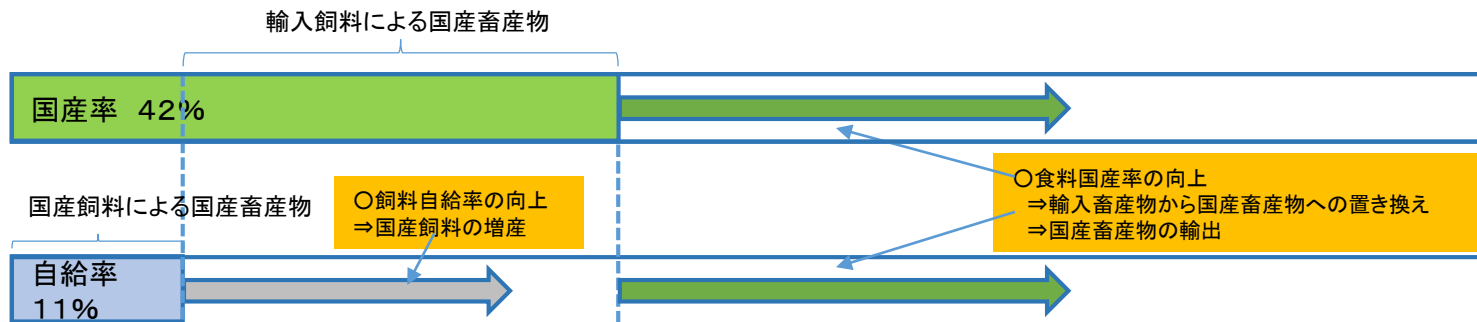 輸入飼料による国産畜産物
国産率 42%
国産飼料による国産畜産物
○飼料自給率の向上
⇒国産飼料の増産
○食料国産率の向上
⇒輸入畜産物から国産畜産物への置き換え
⇒国産畜産物の輸出
自給率
11%